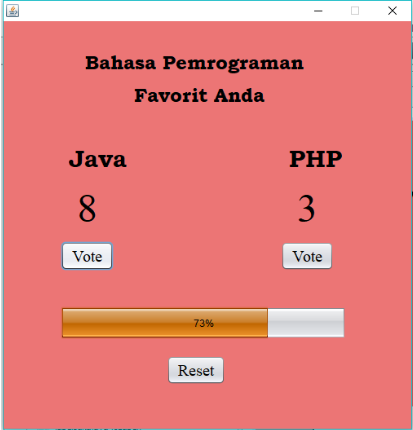 Bahasa Pemrograman
Favorit Anda
Java PHP
8 3
Vote Vote
73%
Reset